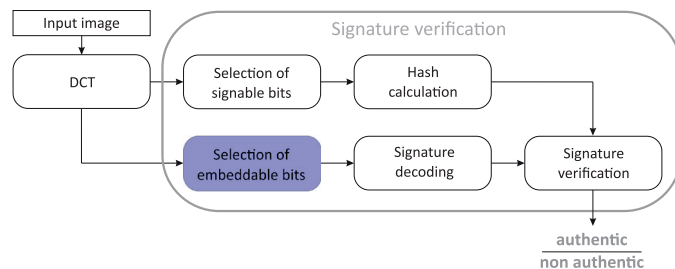 Input image
Signature verification
DCT
Selection of
signable bits
Hash
calculation
Selection of
embeddable bits
Signature
decoding
Signature
verification
authentic
non authentic